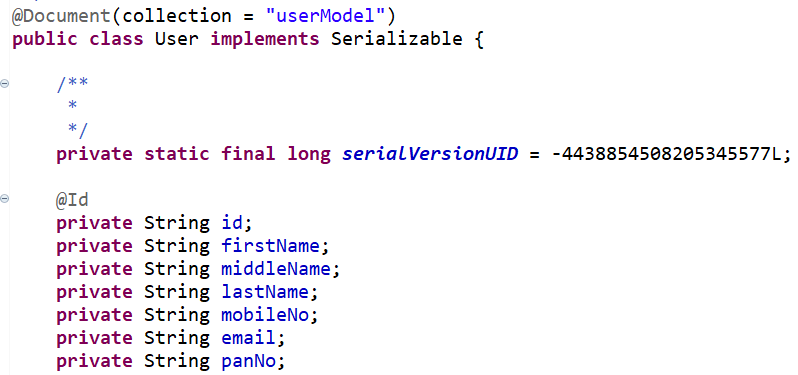 @Document(collection = "userModel")
public class User implements Serializable {
/**
*
*/
private static final long serialVersionUID = -4438854508205345577L;
@Id
private String id;
private String firstName;
private String middleName;
private String lastName;
private String mobileNo;
private String email;
private String panNo;